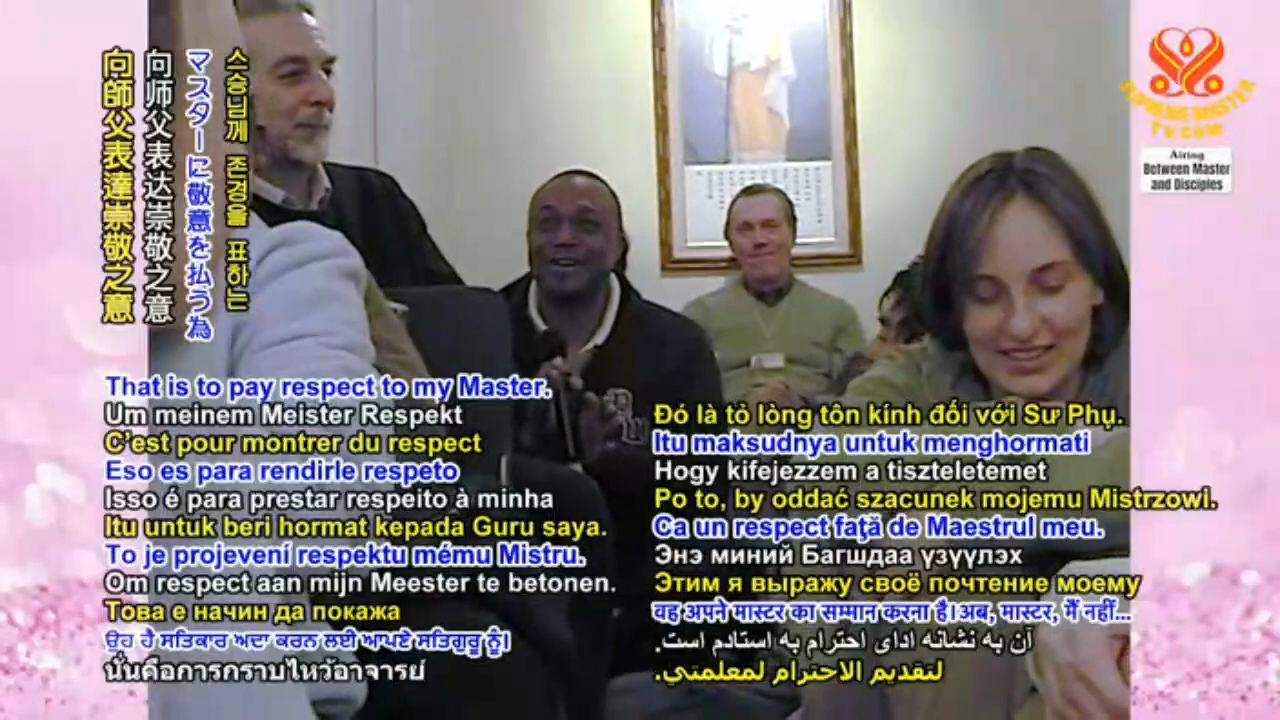 스승님께 존경을 표하는
マスターに敬意を払う為
向师父表达崇敬之意
向師父表達崇敬之意
SUPREME MASTER
TV.COM
Airing
Between Master
and Disciples
That is to pay respect to my Master.
Um meinem Meister Respekt
C'est pour montrer du respect
Eso es para rendirle respeto
Isso é para prestar respeito à minha
Itu untuk beri hormat kepada Guru saya.
To je projevení respektu mému Mistru.
Om respect aan mijn Meester te betonen.
Това е начин да покажа
ਉਹ ਹੈ ਸਤਿਕਾਰ ਅਦਾ ਕਰਨ ਲਈ ਆਪਣੇ ਸਤਿਗੁਰੂ ਨੂੰ।
นั่นคือการกราบไหว้อาจารย์
Đó là tỏ lòng tôn kính đối với Sư Phụ.
Itu maksudnya untuk menghormati
Hogy kifejezzem a tiszteletemet
Po to, by oddać szacunek mojemu Mistrzowi.
Ca un respect faţă de Maestrul meu.
Энэ миний Багшдаа үзүүлэх
Этим я выражу своё почтение моему
वह अपने मास्टर का सम्मान करना है। अब, मास्टर, मैं नहीं...
آن به نشانه ادای احترام به استادم است.
لتقديم الاحترام لمعلمتي.